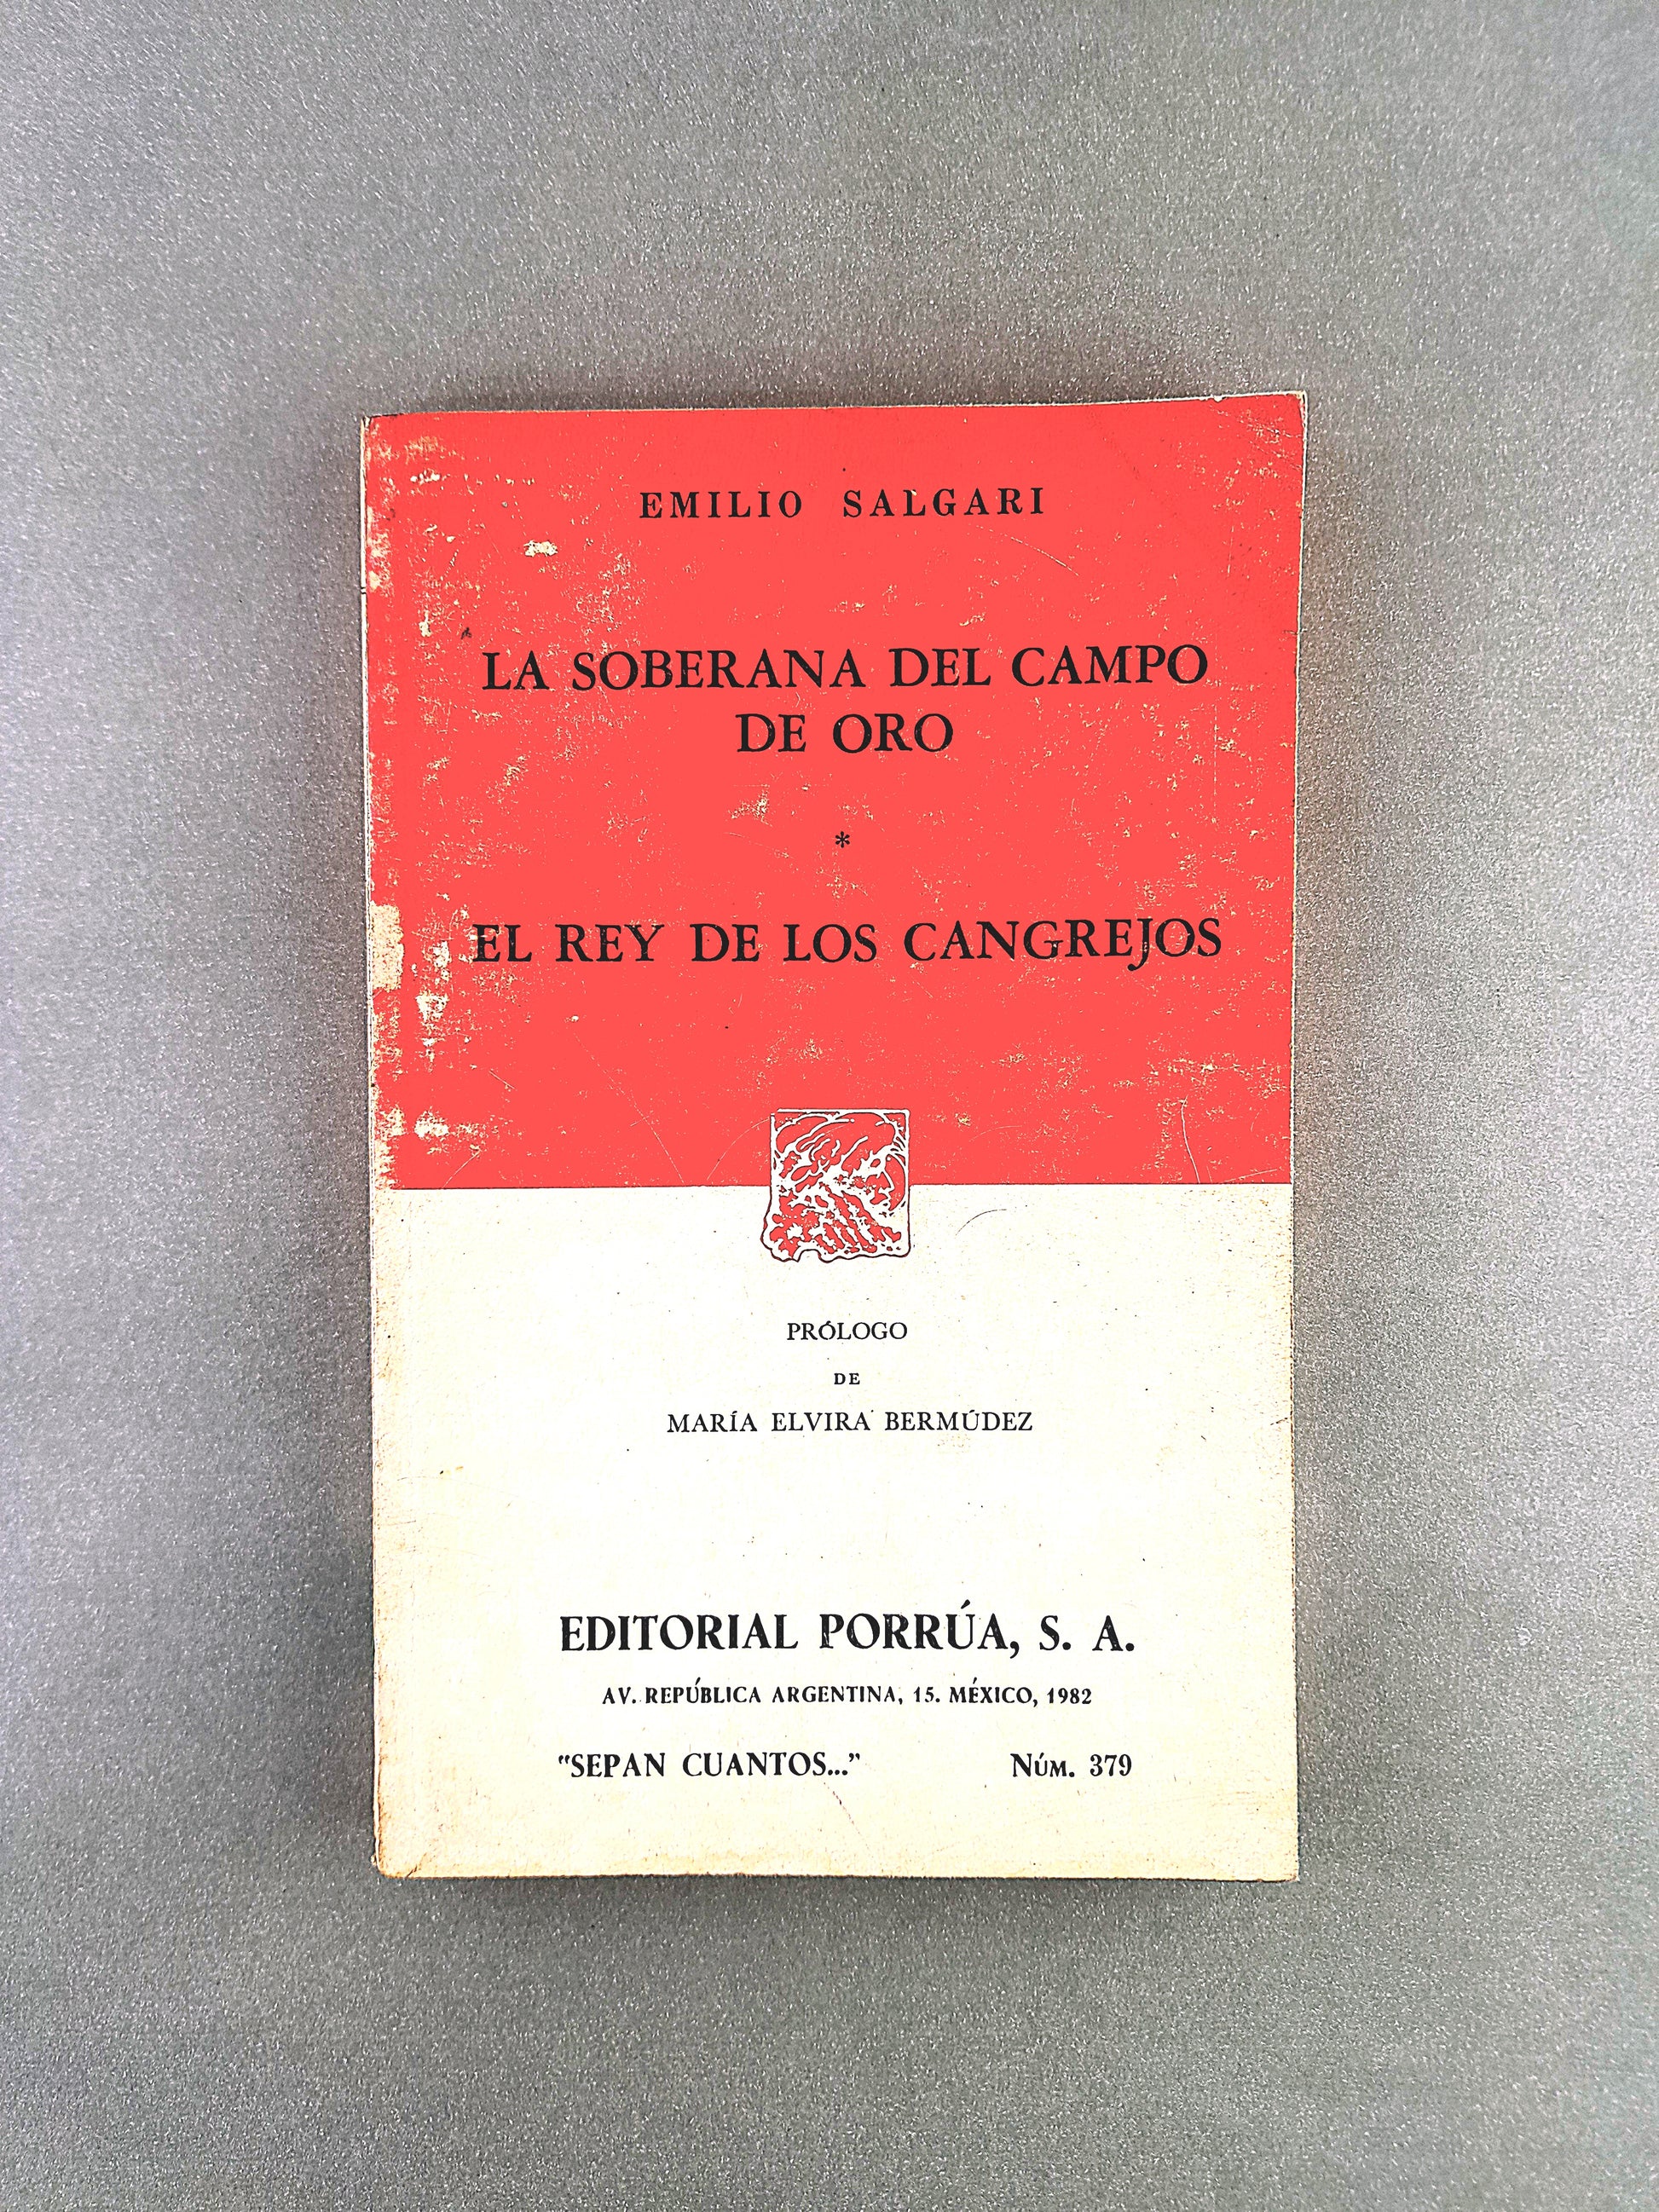 EMILIO SALGARI
LA SOBERANA DEL CAMPO
DE ORO
*
EL REY DE LOS CANGREJOS
PRÓLOGO
DE
MARÍA ELVIRA BERMÚDEZ
EDITORIAL PORRÚA, S. A.
AV. REPÚBLICA ARGENTINA, 15. MÉXICO, 1982
"SEPAN CUANTOS..." NÚM. 379